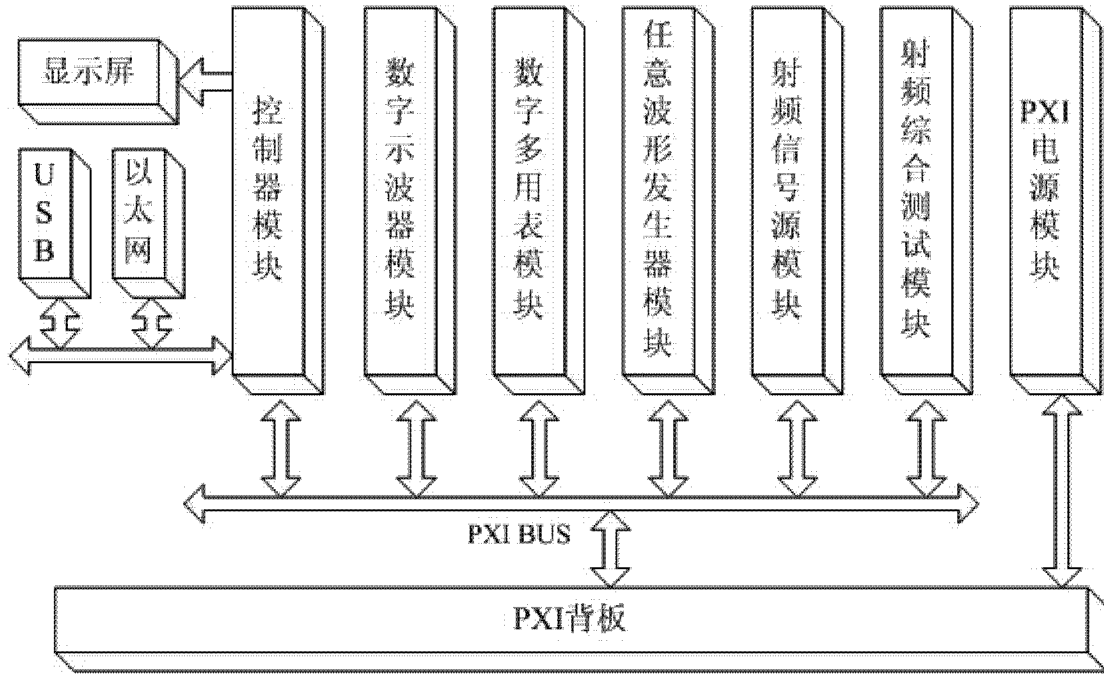 显示屏
USB
以太网
控制器模块
数字示波器模块
数字多用表模块
任意波形发生器模块
射频信号源模块
射频综合测试模块
PXI电源模块
PXI BUS
PXI背板